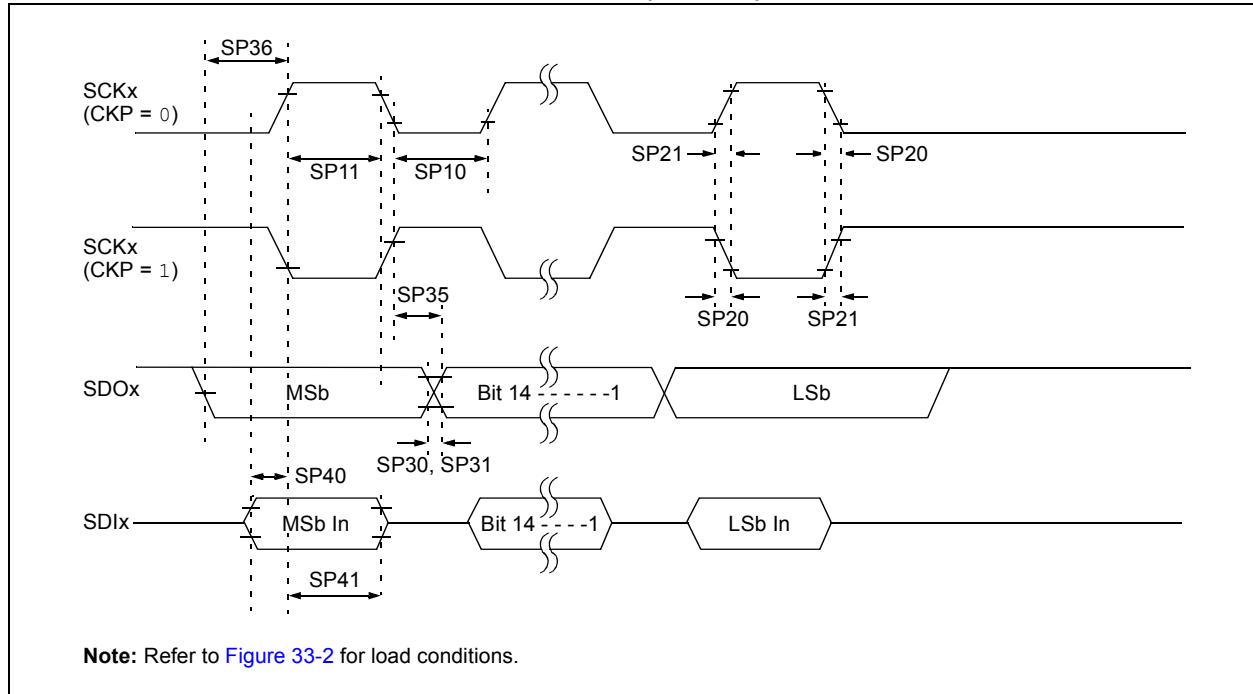 SP36
SCKx
(CKP = 0)
SP11
SP10
SP21
SP20
SCKx
(CKP = 1)
SP35
SP20
SP21
SDOx
MSb
Bit 14 - - - - - -1
LSb
SP30, SP31
SP40
SDIx
MSb In
Bit 14 - - - -1
LSb In
SP41
Note: Refer to Figure 33-2 for load conditions.